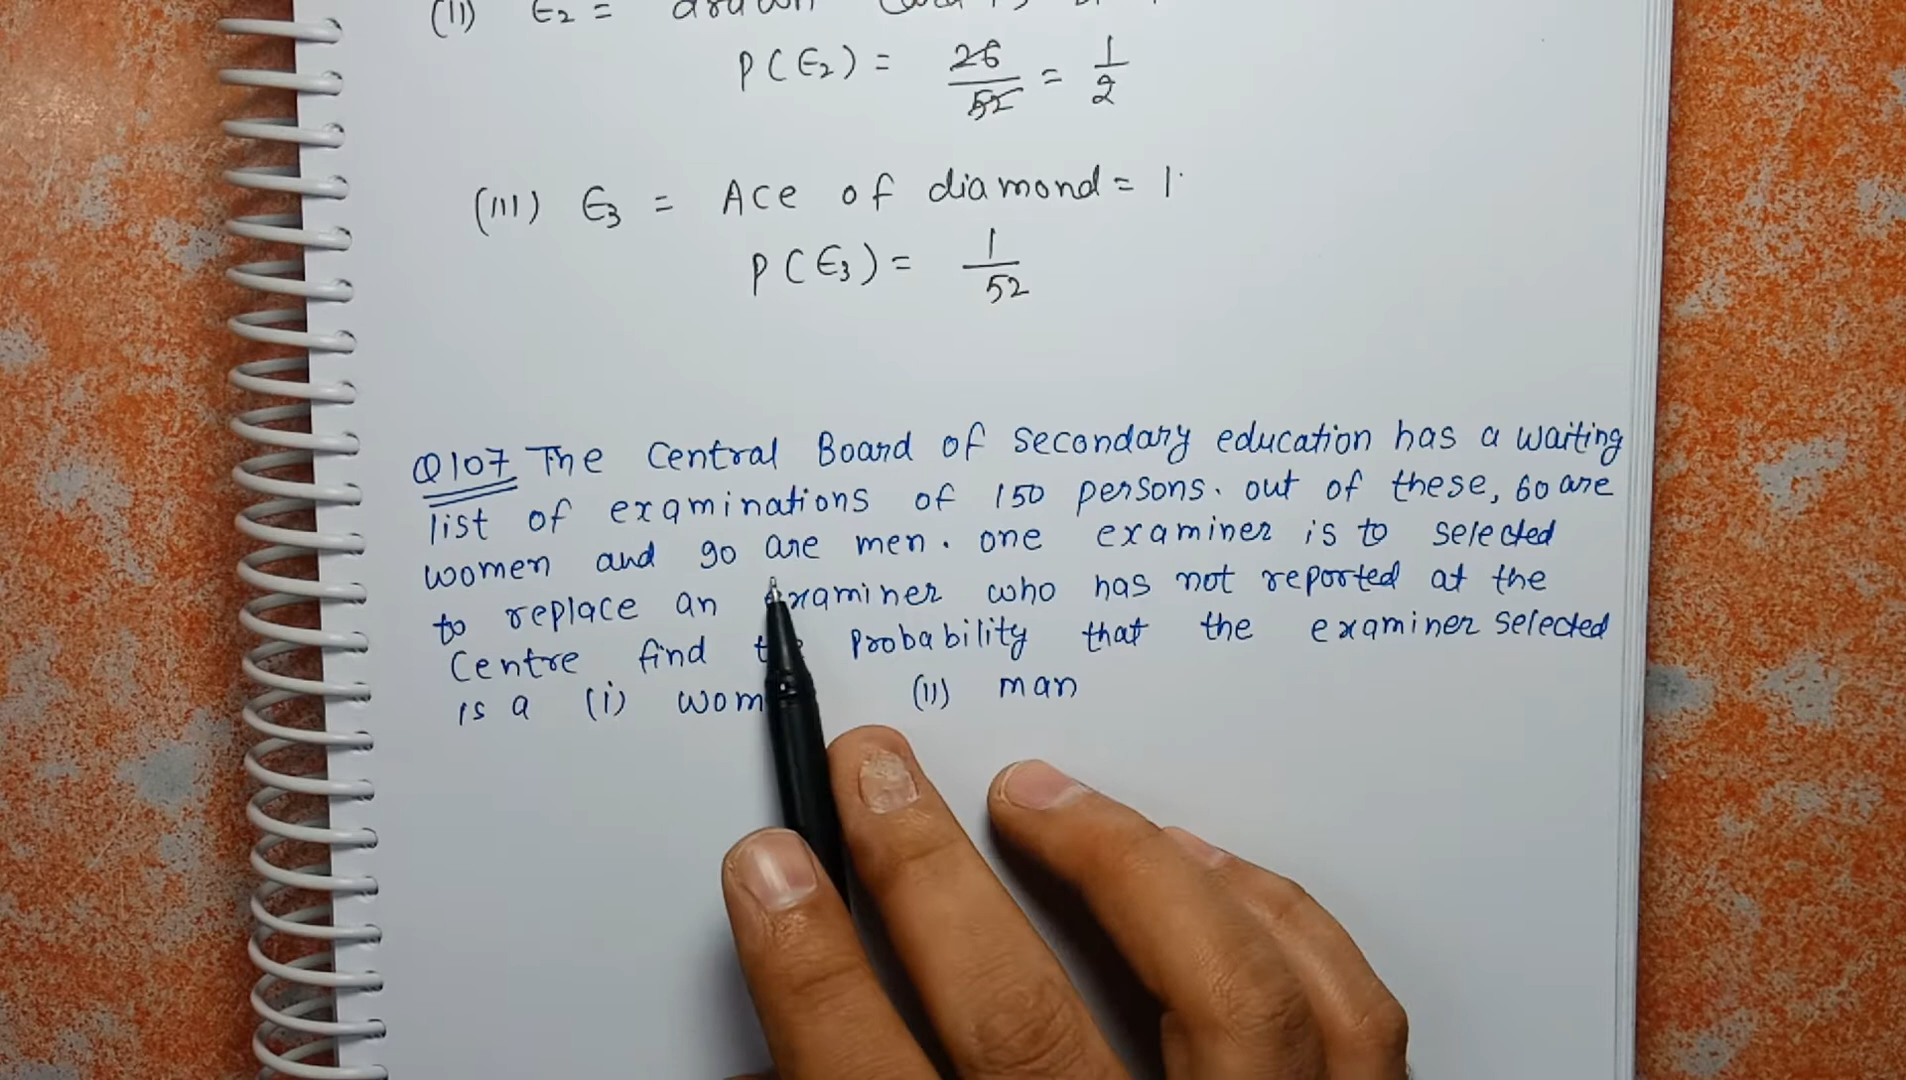 (II) E2 =
P(E2) = 26/52 = 1/2
(III) E3 = Ace of diamond = 1.
P(E3) = 1/52
Q107 The Central Board of secondary education has a waiting
list of examinations of 150 persons. out of these, 60 are
women and 90 are men. one examiner is to selected
to replace an examiner who has not reported at the
Centre find the probability that the examiner selected
is a (i) (II) man